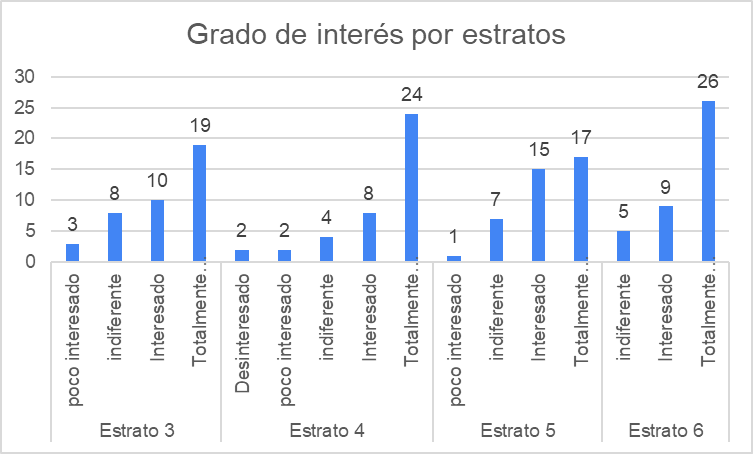 Grado de interés por estratos
30
25
20
15
10
5
0
3
8
10
19
2
2
4
8
24
1
7
15
17
5
9
26
poco interesado
indiferente
Interesado
Totalmente...
Desinteresado
poco interesado
indiferente
Interesado
Totalmente...
poco interesado
indiferente
Interesado
Totalmente...
indiferente
Interesado
Totalmente...
Estrato 3
Estrato 4
Estrato 5
Estrato 6